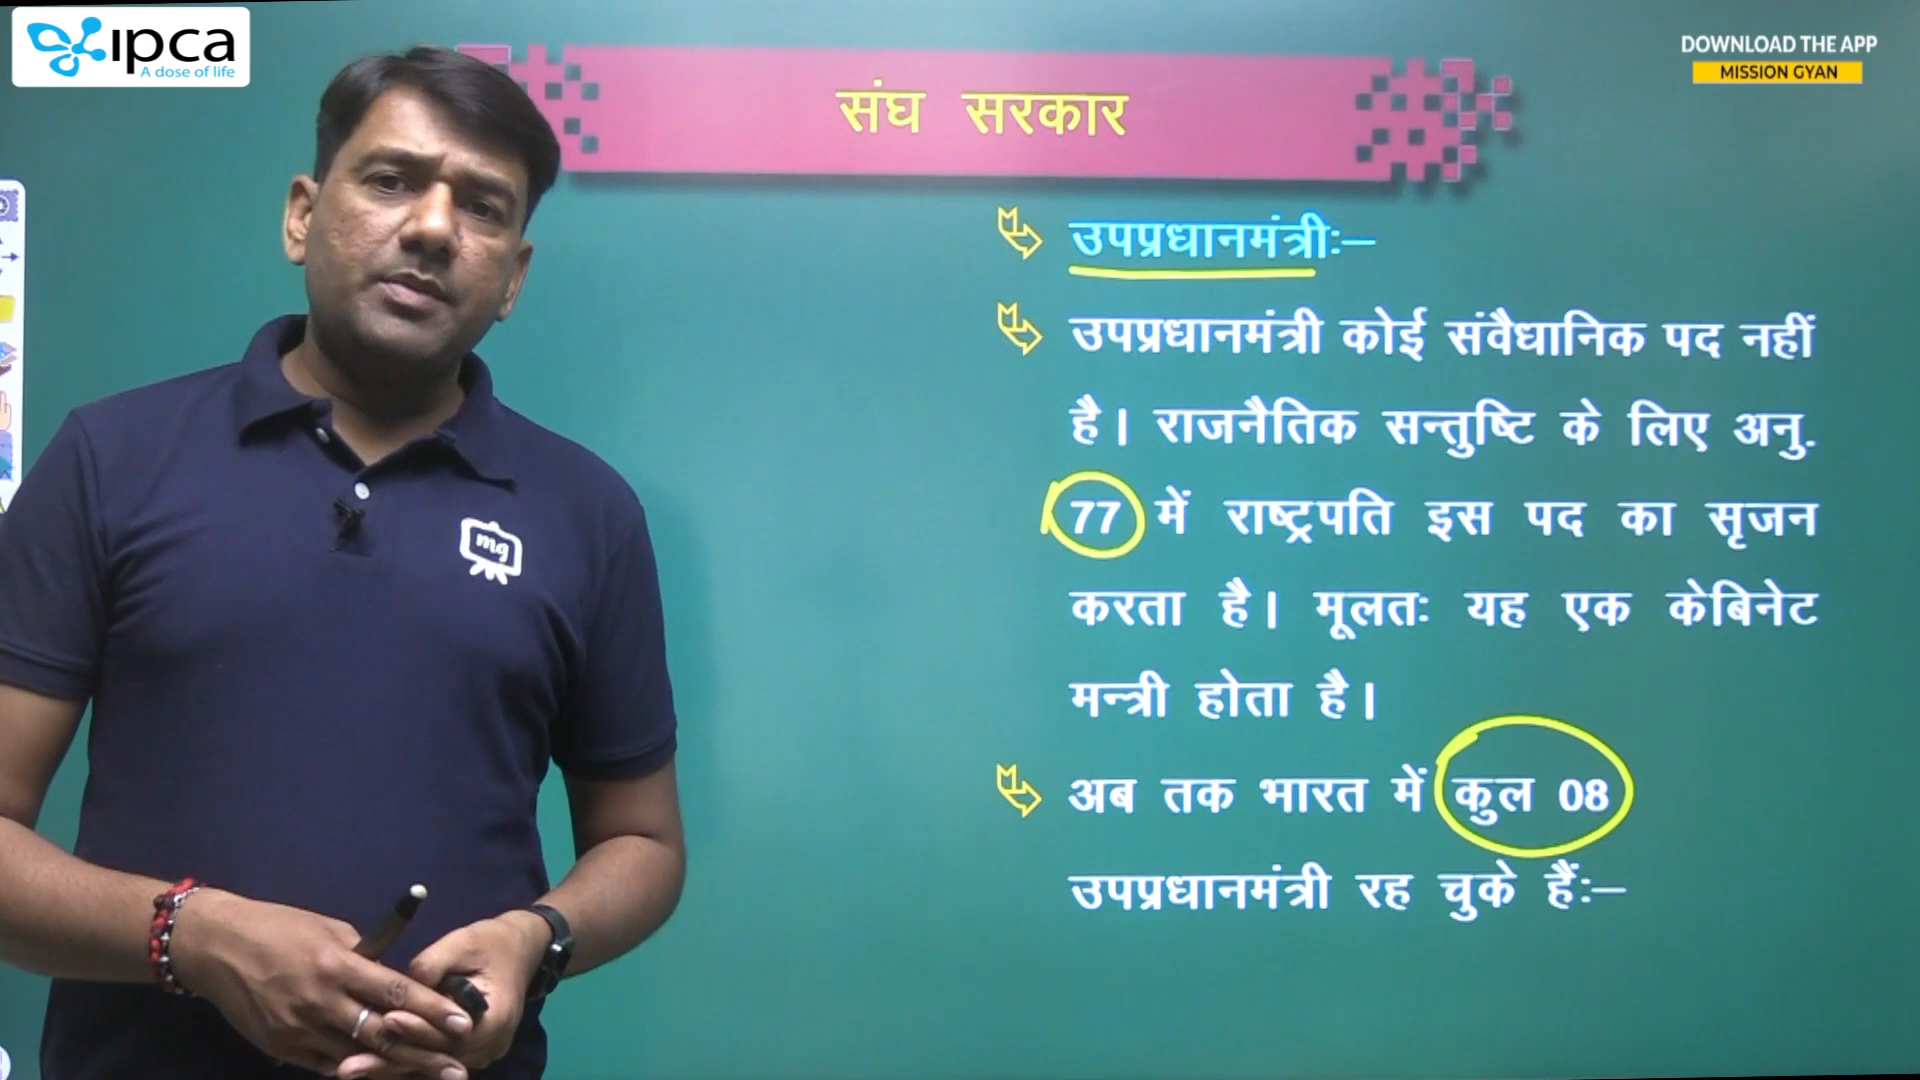 ipca
A dose of life
DOWNLOAD THE APP
MISSION GYAN
संघ सरकार
उपप्रधानमंत्रीः–
उपप्रधानमंत्री कोई संवैधानिक पद नहीं
है। राजनैतिक सन्तुष्टि के लिए अनु.
77 में राष्ट्रपति इस पद का सृजन
करता है। मूलतः यह एक केबिनेट
मन्त्री होता है।
अब तक भारत में कुल 08
उपप्रधानमंत्री रह चुके हैंः–
mg